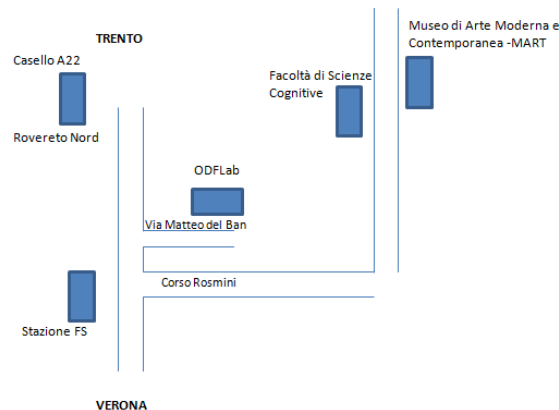 Museo di Arte Moderna e
Contemporanea -MART
TRENTO
Casello A22
Facoltà di Scienze
Cognitive
Rovereto Nord
ODFLab
Via Matteo del Ban
Corso Rosmini
Stazione FS
VERONA